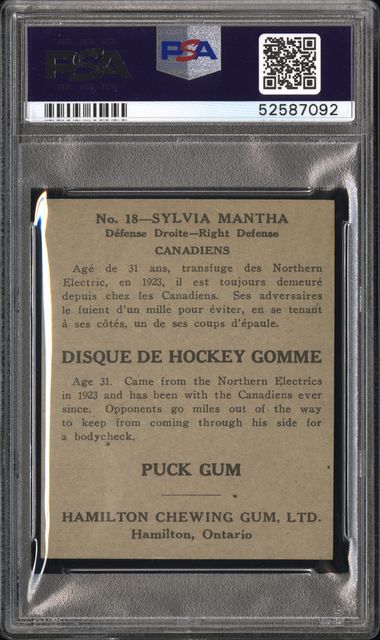 PSA
PSA
52587092
No. 18—SYLVIA MANTHA
Défense Droite—Right Defense
CANADIENS
Agé de 31 ans, transfuge des Northern
Electric, en 1923, il est toujours demeuré
depuis chez les Canadiens. Ses adversaires
le fuient d'un mille pour éviter, en se tenant
à ses côtés, un de ses coups d'épaule.
DISQUE DE HOCKEY GOMME
Age 31. Came from the Northern Electrics
in 1923 and has been with the Canadiens ever
since. Opponents go miles out of the way
to keep from coming through his side for
a bodycheck.
PUCK GUM
HAMILTON CHEWING GUM, LTD.
Hamilton, Ontario